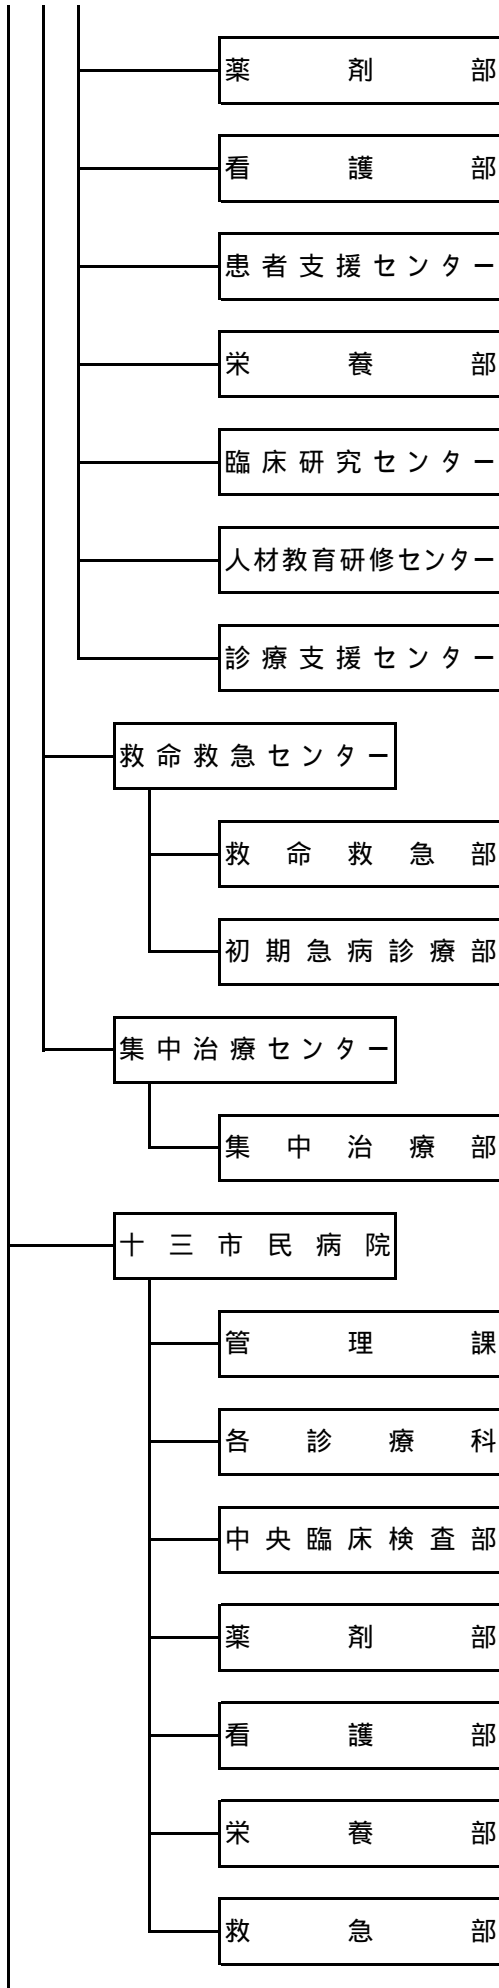 薬剤部
看護部
患者支援センター
栄養部
臨床研究センター
人材教育研修センター
診療支援センター
救命救急センター
救命救急部
初期急病診療部
集中治療センター
集中治療部
十三市民病院
管理課
各診療科
中央臨床検査部
薬剤部
看護部
栄養部
救急部